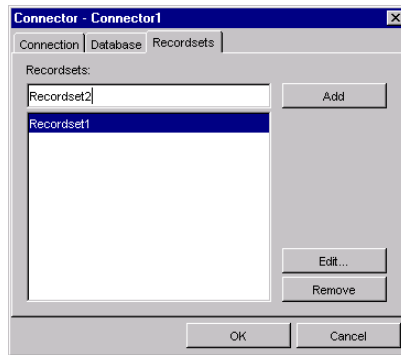 Connector - Connector1
Connection Database Recordsets
Recordsets:
Recordset2
Add
Recordset1
Edit...
Remove
OK Cancel